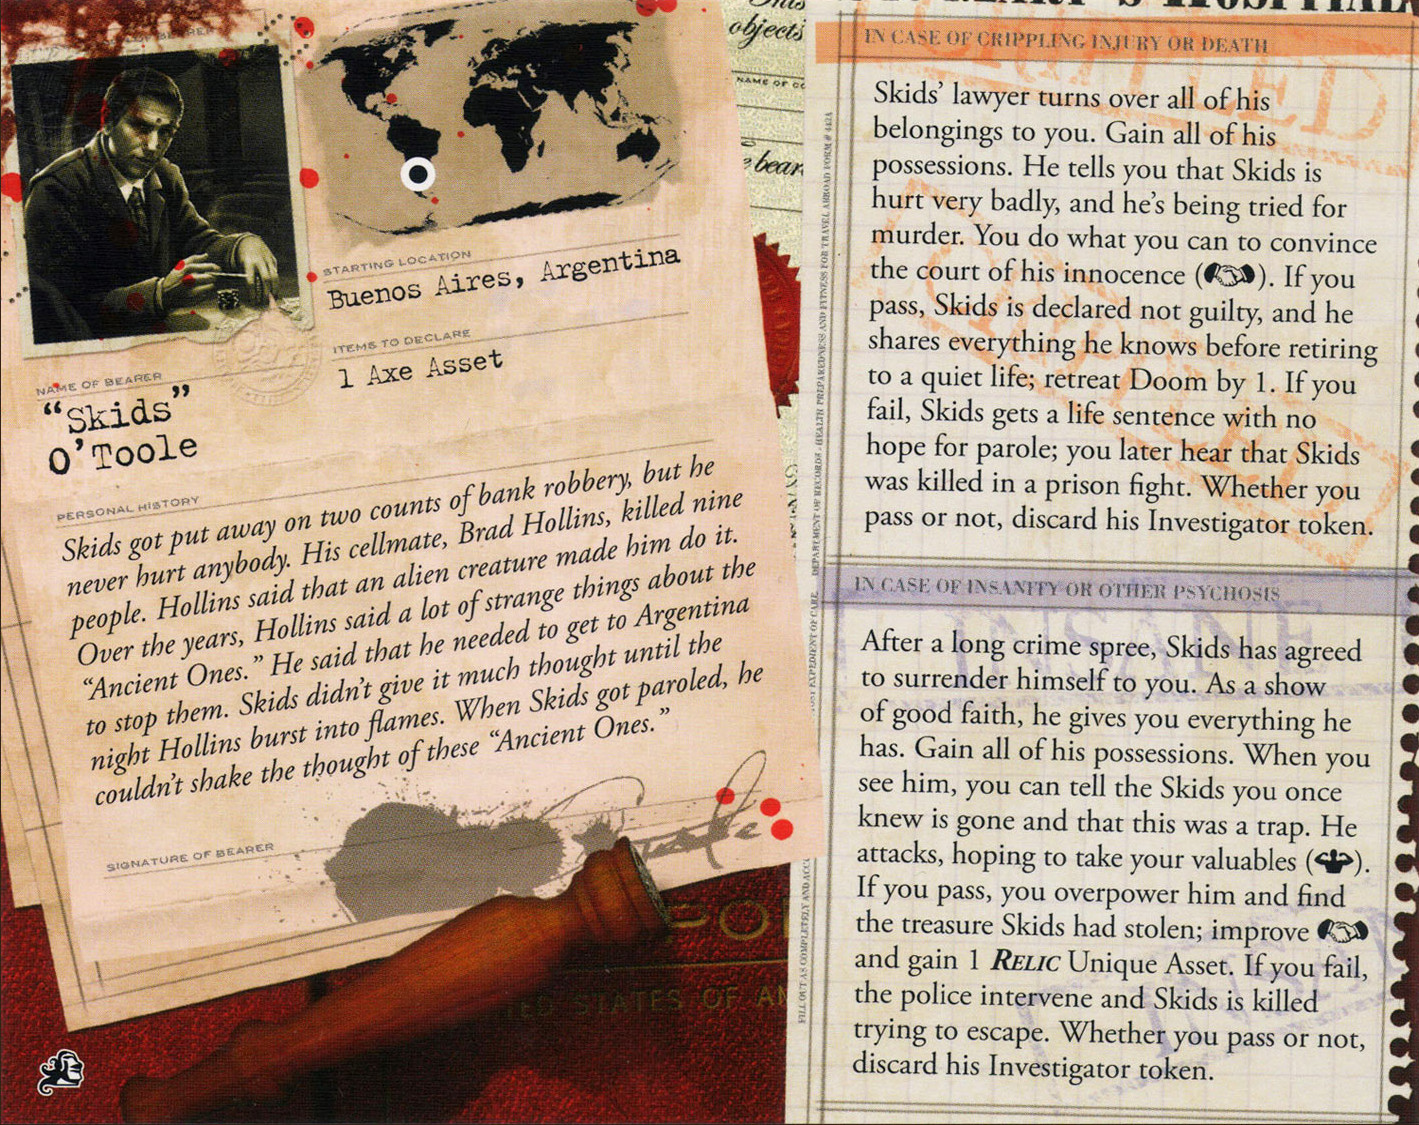 STARTING LOCATION
Buenos Aires, Argentina
ITEMS TO DECLARE
1 Axe Asset
NAME OF BEARER
“Skids”
O’Toole
PERSONAL HISTORY
Skids got put away on two counts of bank robbery, but he
never hurt anybody. His cellmate, Brad Hollins, killed nine
people. Hollins said that an alien creature made him do it.
Over the years, Hollins said a lot of strange things about the
“Ancient Ones.” He said that he needed to get to Argentina
to stop them. Skids didn’t give it much thought until the
night Hollins burst into flames. When Skids got paroled, he
couldn’t shake the thought of these “Ancient Ones.”
SIGNATURE OF BEARER
objects
NAME OF
bear
IN CASE OF CRIPPLING INJURY OR DEATH
Skids’ lawyer turns over all of his
belongings to you. Gain all of his
possessions. He tells you that Skids is
hurt very badly, and he’s being tried for
murder. You do what you can to convince
the court of his innocence ( ). If you
pass, Skids is declared not guilty, and he
shares everything he knows before retiring
to a quiet life; retreat Doom by 1. If you
fail, Skids gets a life sentence with no
hope for parole; you later hear that Skids
was killed in a prison fight. Whether you
pass or not, discard his Investigator token.
IN CASE OF INSANITY OR OTHER PSYCHOSIS
After a long crime spree, Skids has agreed
to surrender himself to you. As a show
of good faith, he gives you everything he
has. Gain all of his possessions. When you
see him, you can tell the Skids you once
knew is gone and that this was a trap. He
attacks, hoping to take your valuables ( ).
If you pass, you overpower him and find
the treasure Skids had stolen; improve
and gain 1 RELIC Unique Asset. If you fail,
the police intervene and Skids is killed
trying to escape. Whether you pass or not,
discard his Investigator token.
STATES OF